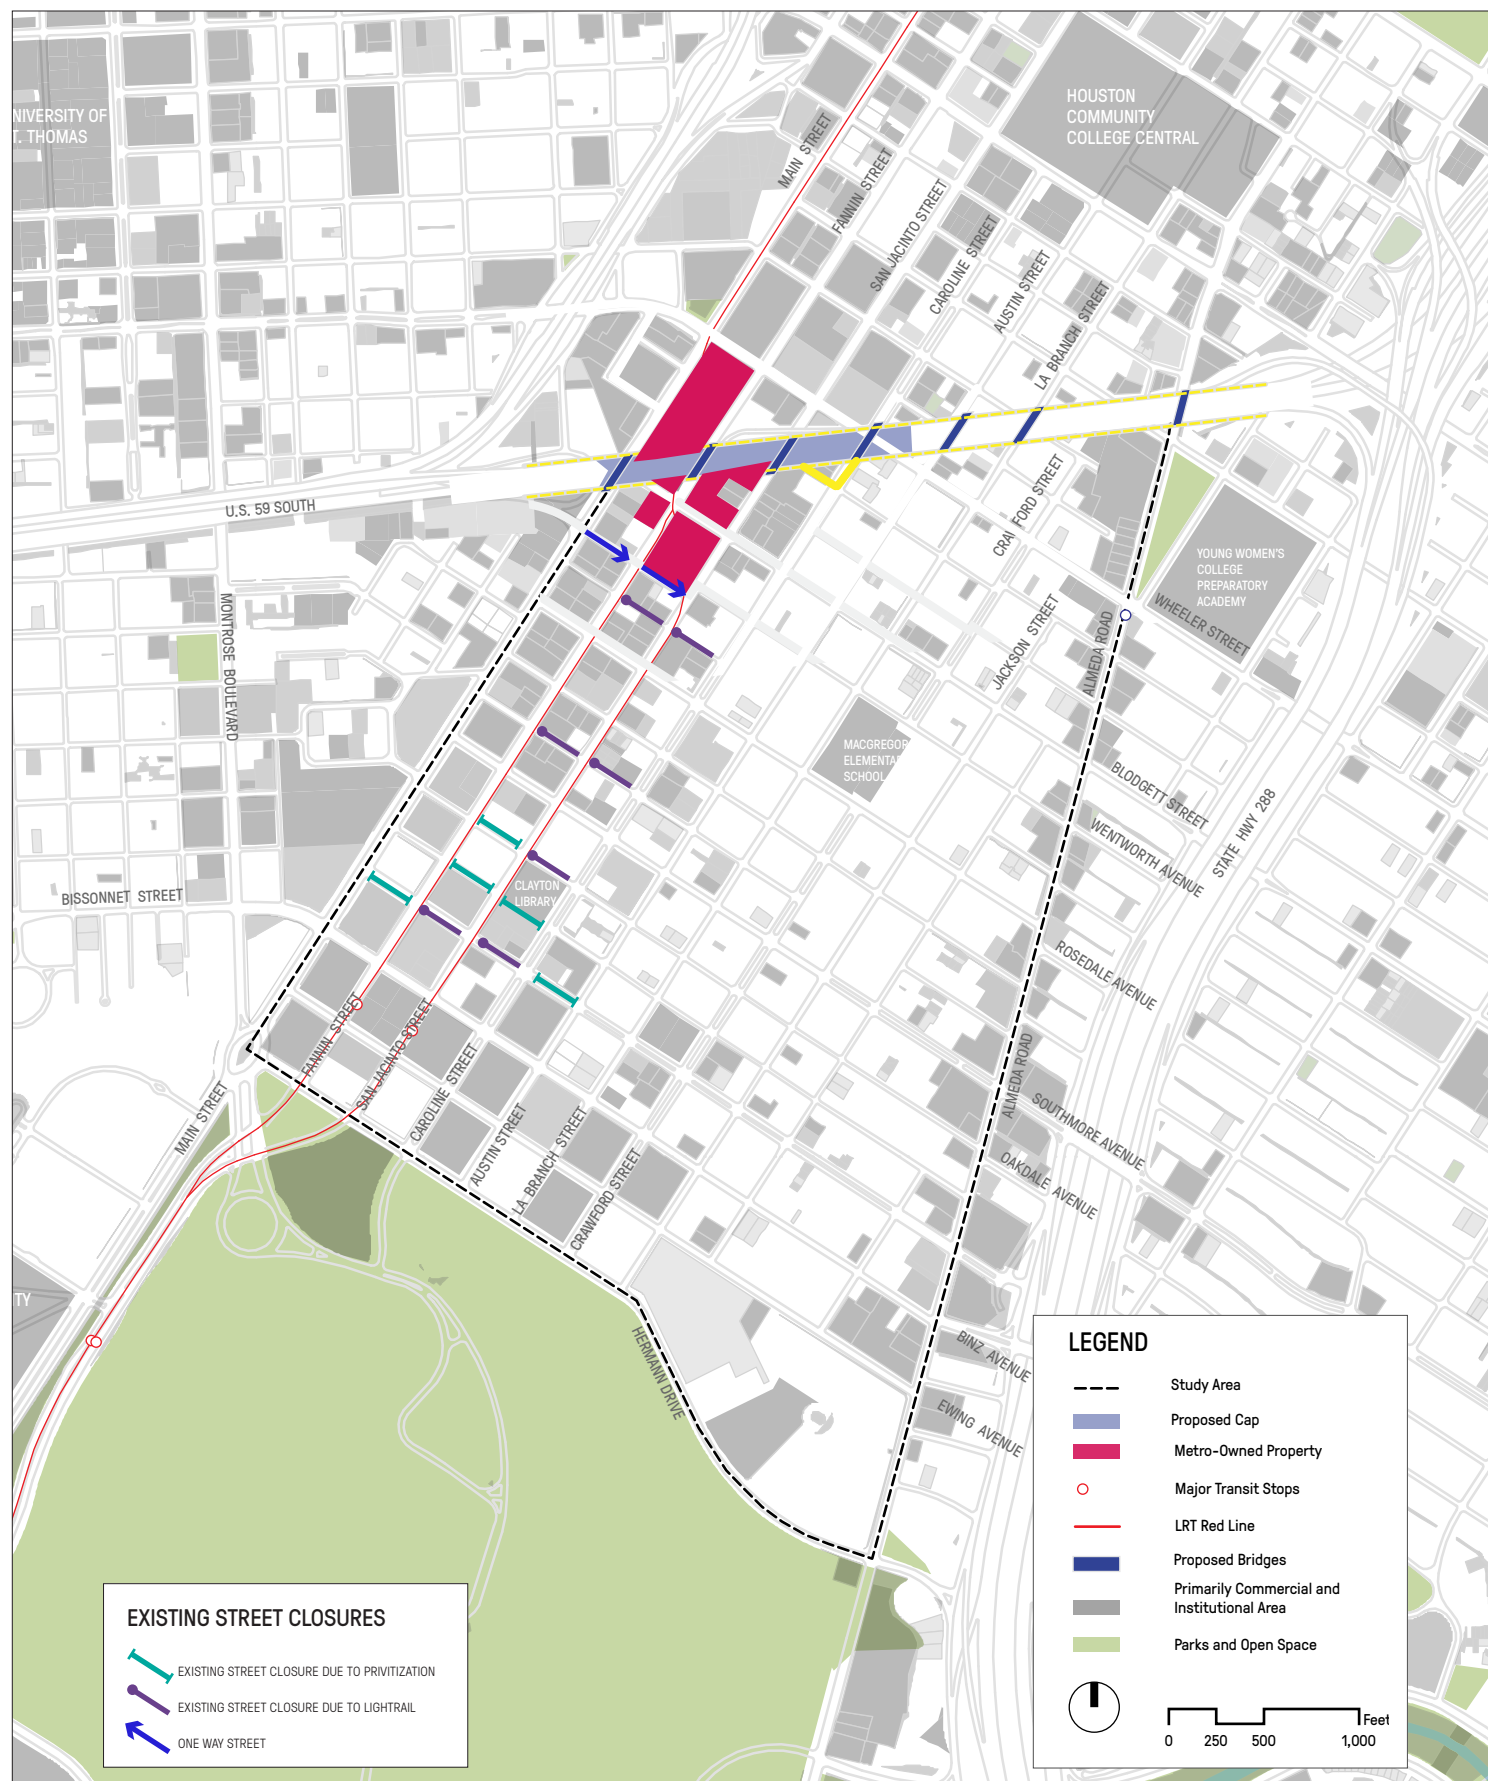 NIVERSITY OF
T. THOMAS
HOUSTON
COMMUNITY
COLLEGE CENTRAL
MAIN STREET
FANNIN STREET
SAN JACINTO STREET
CAROLINE STREET
AUSTIN STREET
LA BRANCH STREET
U.S. 59 SOUTH
CRAWFORD STREET
YOUNG WOMEN'S
COLLEGE
PREPARATORY
ACADEMY
WHEELER STREET
MONTROSE BOULEVARD
JACKSON STREET
ALMEDA ROAD
MACGREGOR
ELEMENTA
SCHOOL
BLODGETT STREET
WENTWORTH AVENUE
STATE HWY 288
BISSONNET STREET
CLAYTON
LIBRARY
ROSEDALE AVENUE
FANNIN STREET
SAN JACINTO STREET
CAROLINE STREET
AUSTIN STREET
LA BRANCH STREET
CRAWFORD STREET
MAIN STREET
ALMEDA ROAD
SOUTHMORE AVENUE
OAKDALE AVENUE
TY
HERMANN DRIVE
BINZ AVENUE
EWING AVENUE
LEGEND
Study Area
Proposed Cap
Metro-Owned Property
Major Transit Stops
LRT Red Line
Proposed Bridges
Primarily Commercial and
Institutional Area
Parks and Open Space
Feet
0 250 500 1,000
EXISTING STREET CLOSURES
EXISTING STREET CLOSURE DUE TO PRIVITIZATION
EXISTING STREET CLOSURE DUE TO LIGHTRAIL
ONE WAY STREET